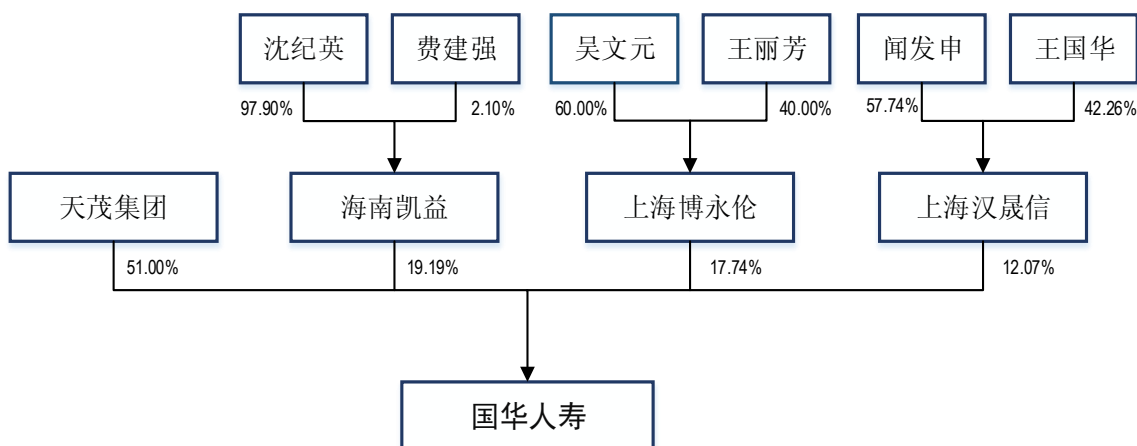 沈纪英
费建强
吴文元
王丽芳
闻发申
王国华
97.90%
2.10%
60.00%
40.00%
57.74%
42.26%
天茂集团
海南凯益
上海博永伦
上海汉晟信
51.00%
19.19%
17.74%
12.07%
国华人寿